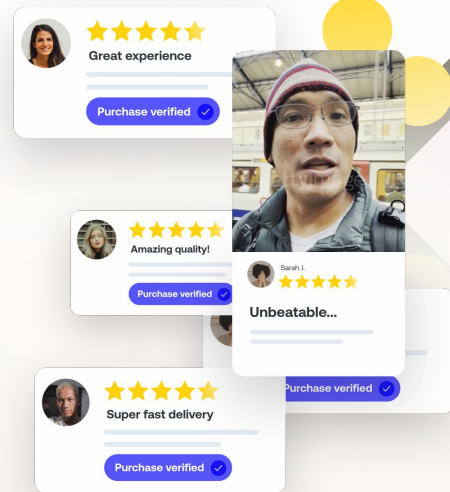 Great experience
Purchase verified
Amazing quality!
Purchase verified
Sarah J.
Unbeatable...
Purchase verified
Super fast delivery
Purchase verified